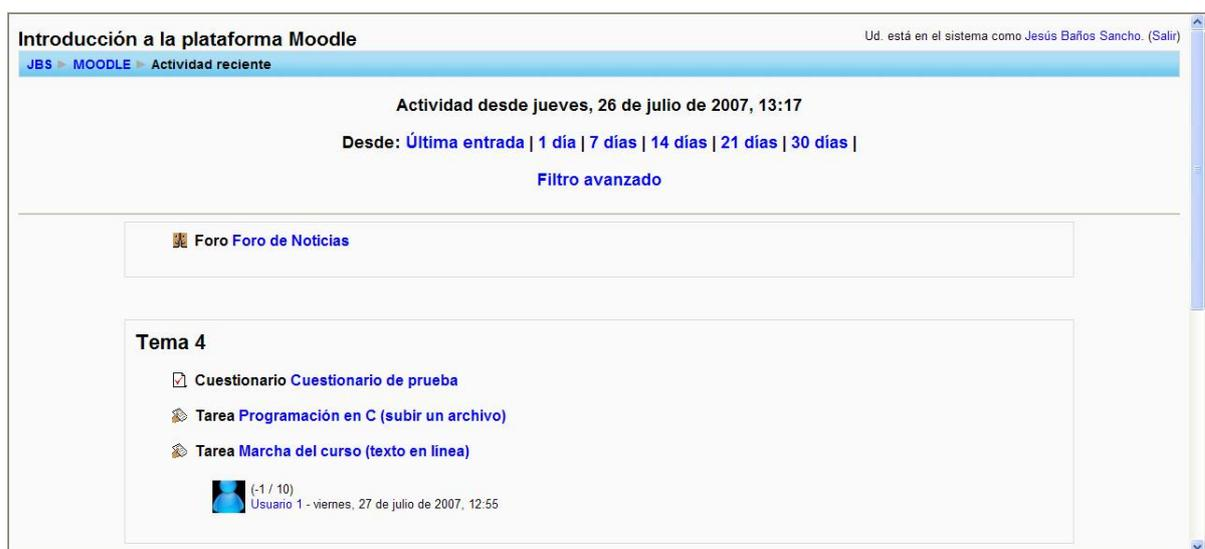 Introducción a la plataforma Moodle
Ud. está en el sistema como Jesús Baños Sancho. (Salir)
JBS ► MOODLE ► Actividad reciente
Actividad desde jueves, 26 de julio de 2007, 13:17
Desde: Última entrada | 1 día | 7 días | 14 días | 21 días | 30 días |
Filtro avanzado
Foro Foro de Noticias
Tema 4
Cuestionario Cuestionario de prueba
Tarea Programación en C (subir un archivo)
Tarea Marcha del curso (texto en línea)
(-1 / 10)
Usuario 1 - viernes, 27 de julio de 2007, 12:55